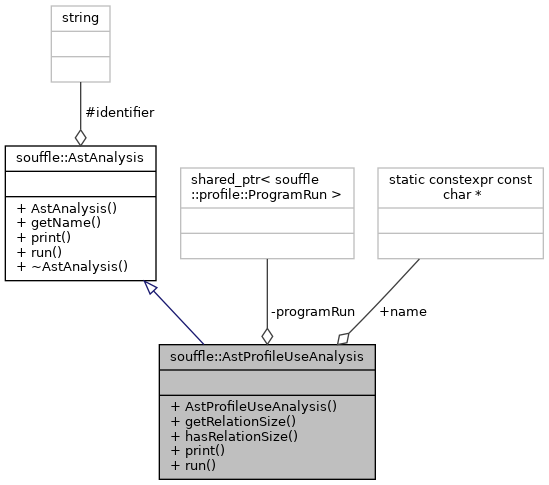 string
#identifier
souffle::AstAnalysis
+ AstAnalysis()
+ getName()
+ print()
+ run()
+ ~AstAnalysis()
shared_ptr< souffle
::profile::ProgramRun >
static constexpr const
char *
-programRun
+name
souffle::AstProfileUseAnalysis
+ AstProfileUseAnalysis()
+ getRelationSize()
+ hasRelationSize()
+ print()
+ run()